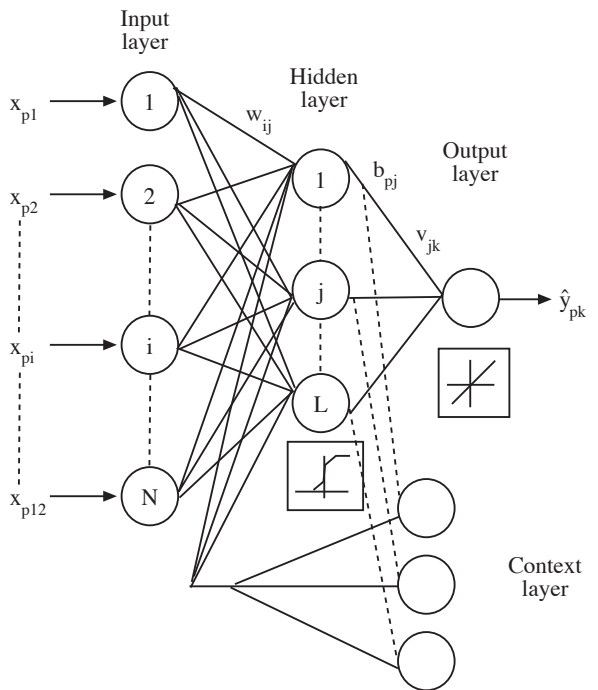 Input
layer
Hidden
layer
Output
layer
x_p1
1
w_ij
x_p2
2
1
b_pj
v_jk
j
ŷ_pk
x_pi
i
L
x_p12
N
Context
layer